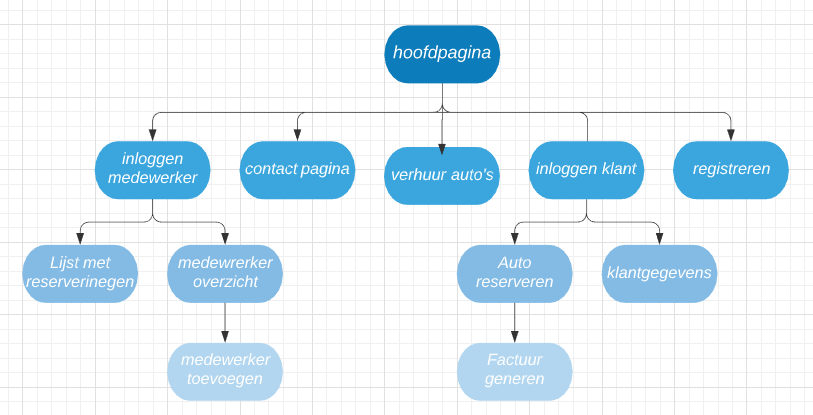 hoofdpagina
inloggen
medewerker
contact pagina
verhuur auto's
inloggen klant
registreren
Lijst met
reserverinegen
medewrerker
overzicht
Auto
reserveren
klantgegevens
medewerker
toevoegen
Factuur
generen